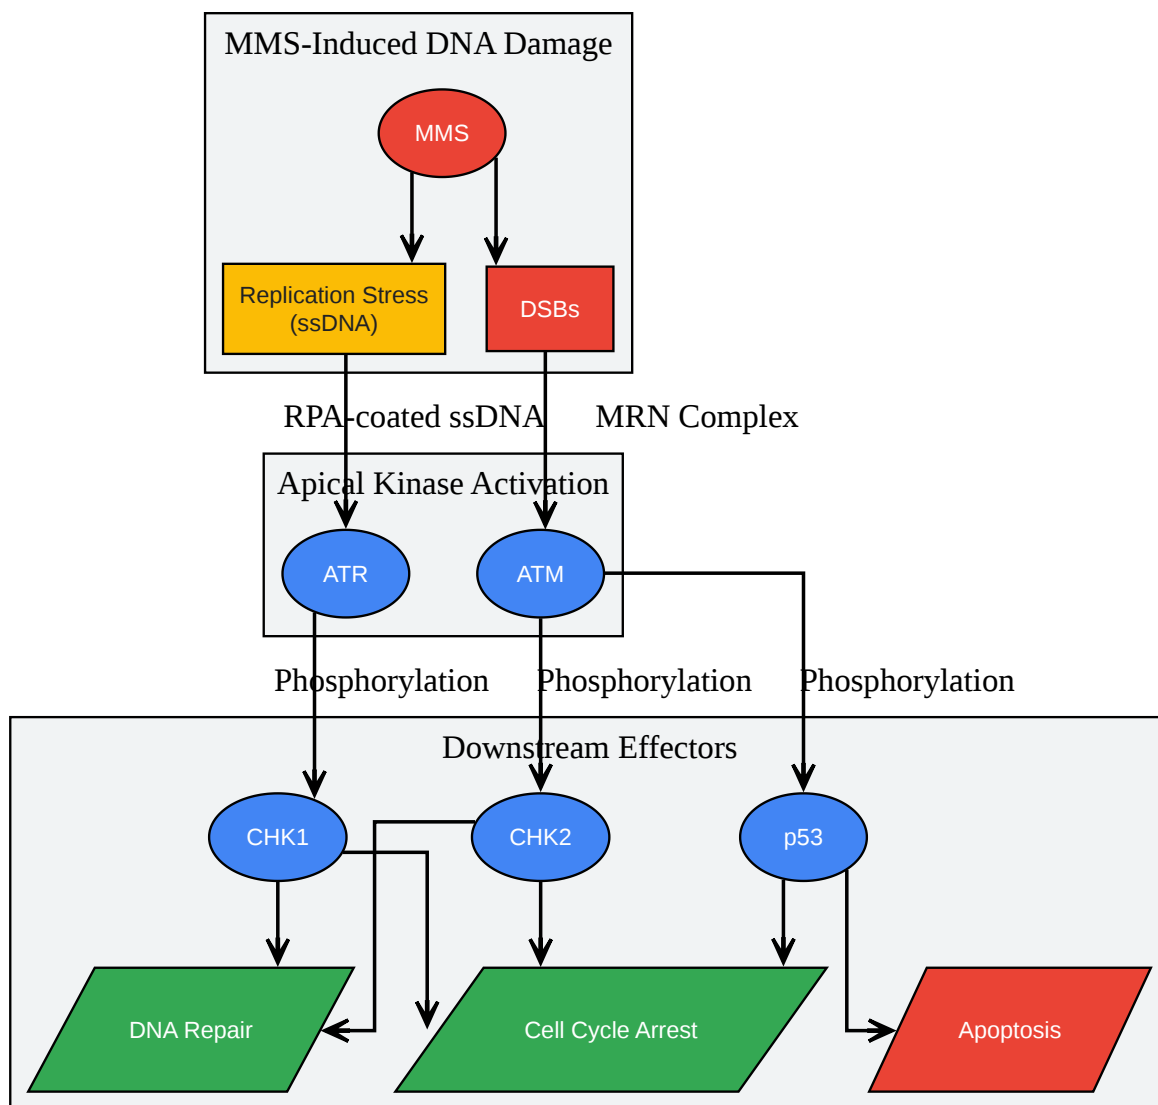 MMS-Induced DNA Damage
MMS
Replication Stress
(ssDNA)
DSBs
RPA-coated ssDNA
MRN Complex
Apical Kinase Activation
ATR
ATM
Phosphorylation
Phosphorylation
Phosphorylation
Downstream Effectors
CHK1
CHK2
p53
DNA Repair
Cell Cycle Arrest
Apoptosis